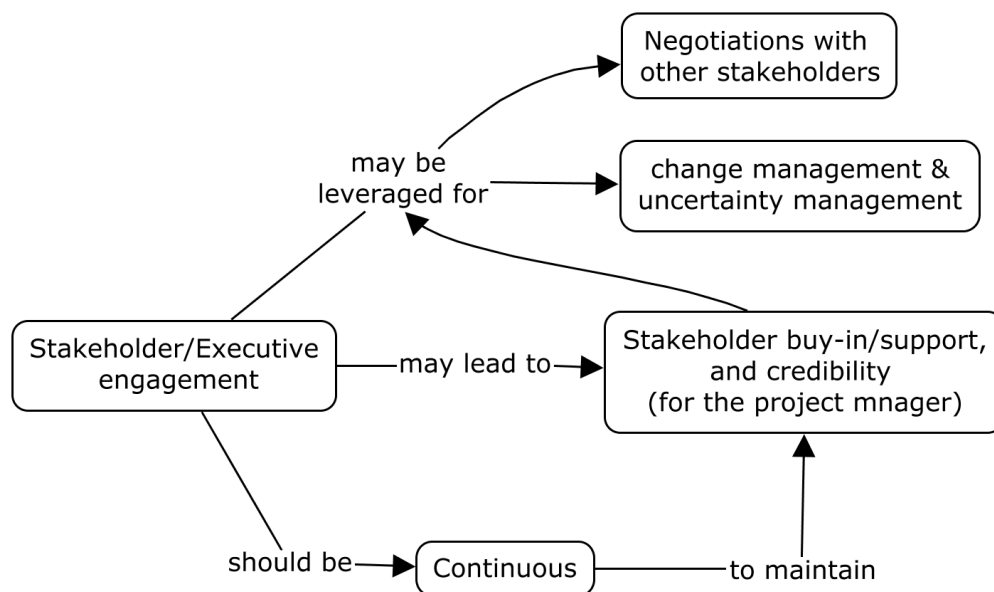 Negotiations with
other stakeholders
may be
leveraged for
change management &
uncertainty management
Stakeholder/Executive
engagement
may lead to
Stakeholder buy-in/support,
and credibility
(for the project mnager)
should be
Continuous
to maintain